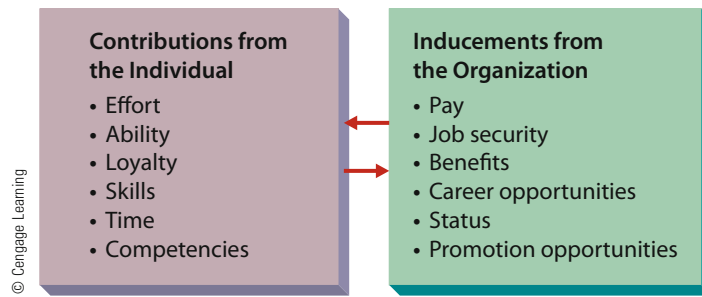 Contributions from
the Individual
• Effort
• Ability
• Loyalty
• Skills
• Time
• Competencies
Inducements from
the Organization
• Pay
• Job security
• Benefits
• Career opportunities
• Status
• Promotion opportunities
© Cengage Learning